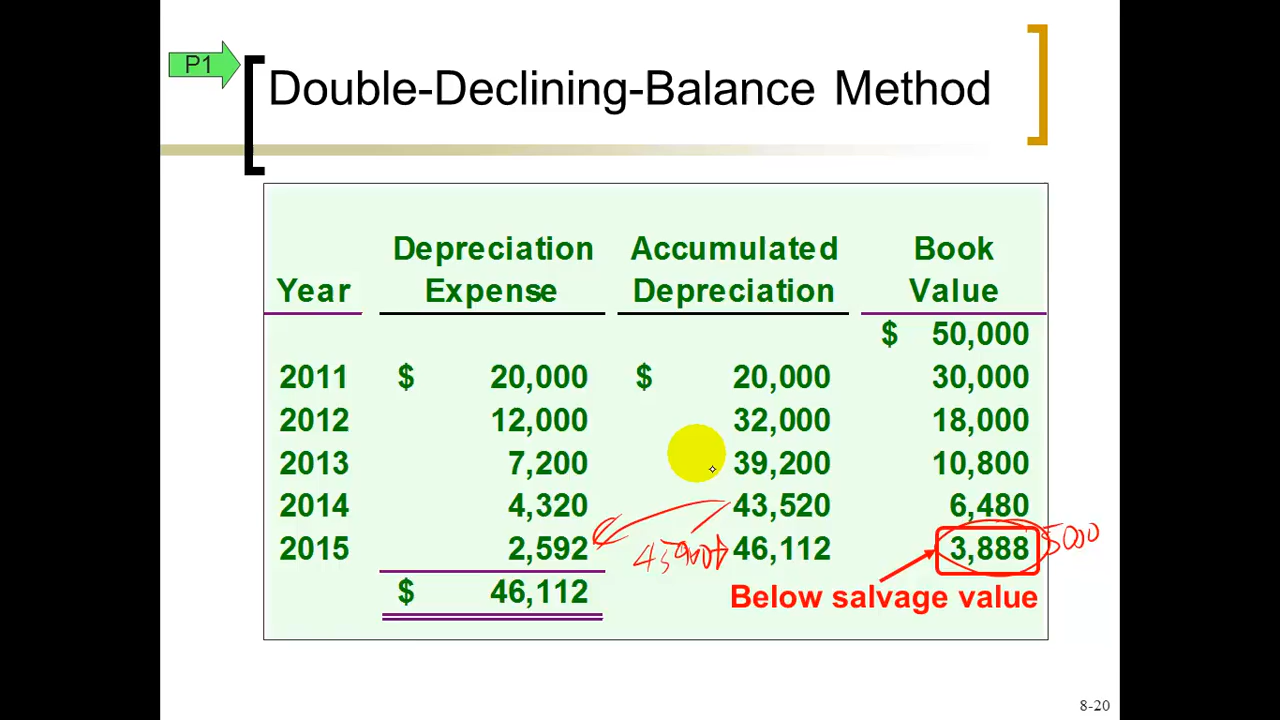 P1
Double-Declining-Balance Method
Depreciation Accumulated Book
Year Expense Depreciation Value
$ 50,000
2011 $ 20,000 $ 20,000 30,000
2012 12,000 32,000 18,000
2013 7,200 39,200 10,800
2014 4,320 43,520 6,480
2015 2,592 46,112 3,888 5000
$ 46,112
Below salvage value
8-20